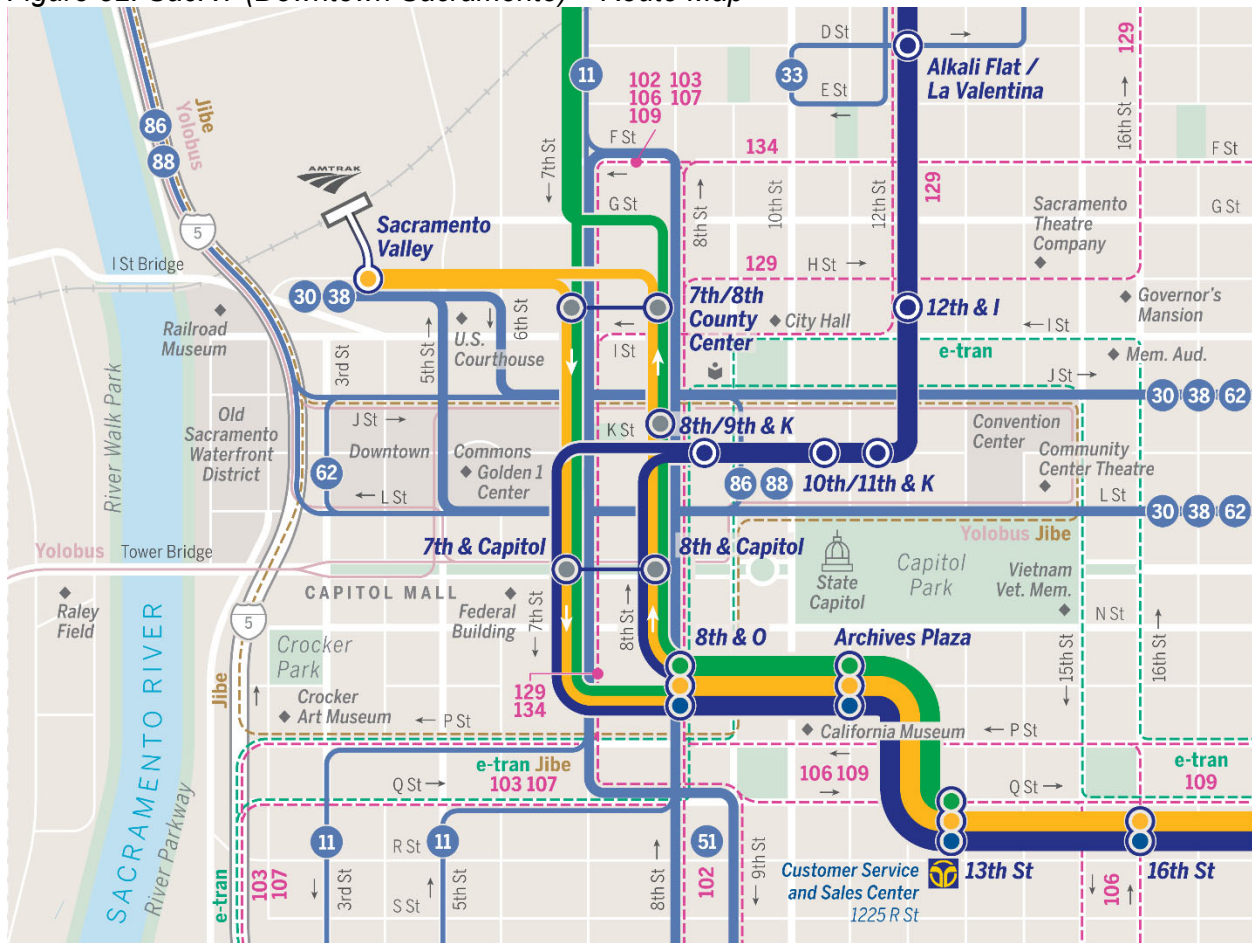 Figure 32: SacRT (Downtown Sacramento) – Route Map
D St
129
Alkali Flat /
La Valentina
11
33
102 103
106 107
109
E St
16th St
Jibe
Yolobus
86
88
F St
134
F St
AMTRAK
7th St
G St
8th St
10th St
12th St
129
Sacramento
Theatre
Company
G St
5
Sacramento
Valley
I St Bridge
129
H St
30 38
7th/8th
County
Center
City Hall
12th & I
Governor's
Mansion
Railroad
Museum
3rd St
5th St
U.S.
Courthouse
6th St
I St
I St
e-tran
Mem. Aud.
J St
30 38 62
River Walk Park
Old
Sacramento
Waterfront
District
J St
K St
8th/9th & K
Convention
Center
Downtown
Commons
Golden 1
Center
Community
Center Theatre
62
86 88
10th/11th & K
L St
L St
30 38 62
Yolobus
Tower Bridge
7th & Capitol
8th & Capitol
Yolobus Jibe
State
Capitol
Capitol
Park
Vietnam
Vet. Mem.
CAPITOL MALL
Raley
Field
5
Federal
Building
7th St
8th St
N St
Crocker
Park
8th & O
Archives Plaza
15th St
16th St
Jibe
129
134
Crocker
Art Museum
P St
California Museum
P St
SACRAMENTO RIVER
River Parkway
e-tran Jibe
103 107
106 109
e-tran
109
Q St
Q St
11
R St
11
51
Customer Service
and Sales Center
1225 R St
13th St
16th St
e-tran
103
107
3rd St
S St
5th St
8th St
102
9th St
106